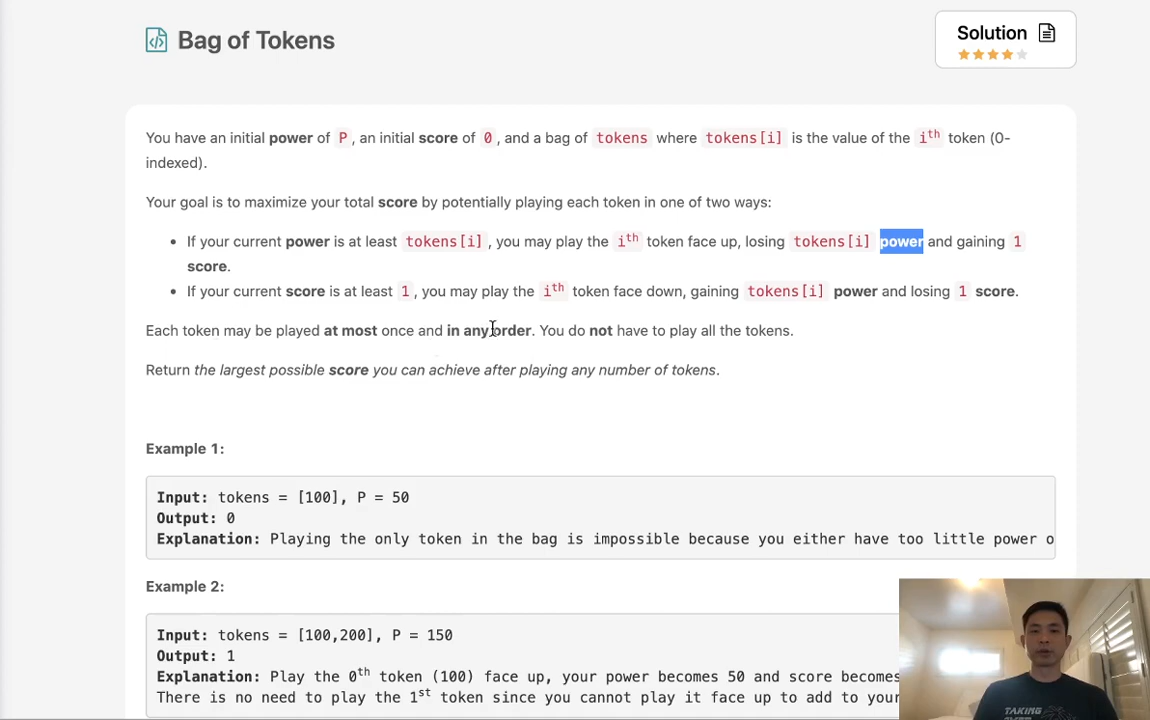 Bag of Tokens
Solution
You have an initial power of P, an initial score of 0, and a bag of tokens where tokens[i] is the value of the ith token (0-
indexed).
Your goal is to maximize your total score by potentially playing each token in one of two ways:
• If your current power is at least tokens[i], you may play the ith token face up, losing tokens[i] power and gaining 1
score.
• If your current score is at least 1, you may play the ith token face down, gaining tokens[i] power and losing 1 score.
Each token may be played at most once and in any order. You do not have to play all the tokens.
Return the largest possible score you can achieve after playing any number of tokens.
Example 1:
Input: tokens = [100], P = 50
Output: 0
Explanation: Playing the only token in the bag is impossible because you either have too little power o
Example 2:
Input: tokens = [100,200], P = 150
Output: 1
Explanation: Play the 0th token (100) face up, your power becomes 50 and score becomes
There is no need to play the 1st token since you cannot play it face up to add to your
TAKING